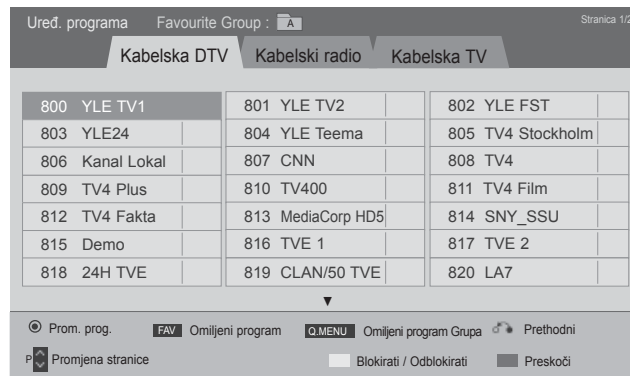 Uređ. programa Favourite Group : A Stranica 1/2
Kabelska DTV Kabelski radio Kabelska TV
800 YLE TV1 801 YLE TV2 802 YLE FST
803 YLE24 804 YLE Teema 805 TV4 Stockholm
806 Kanal Lokal 807 CNN 808 TV4
809 TV4 Plus 810 TV400 811 TV4 Film
812 TV4 Fakta 813 MediaCorp HD5 814 SNY_SSU
815 Demo 816 TVE 1 817 TVE 2
818 24H TVE 819 CLAN/50 TVE 820 LA7
Prom. prog. FAV Omiljeni program Q.MENU Omiljeni program Grupa Prethodni
P Promjena stranice Blokirati / Odblokirati Preskoči